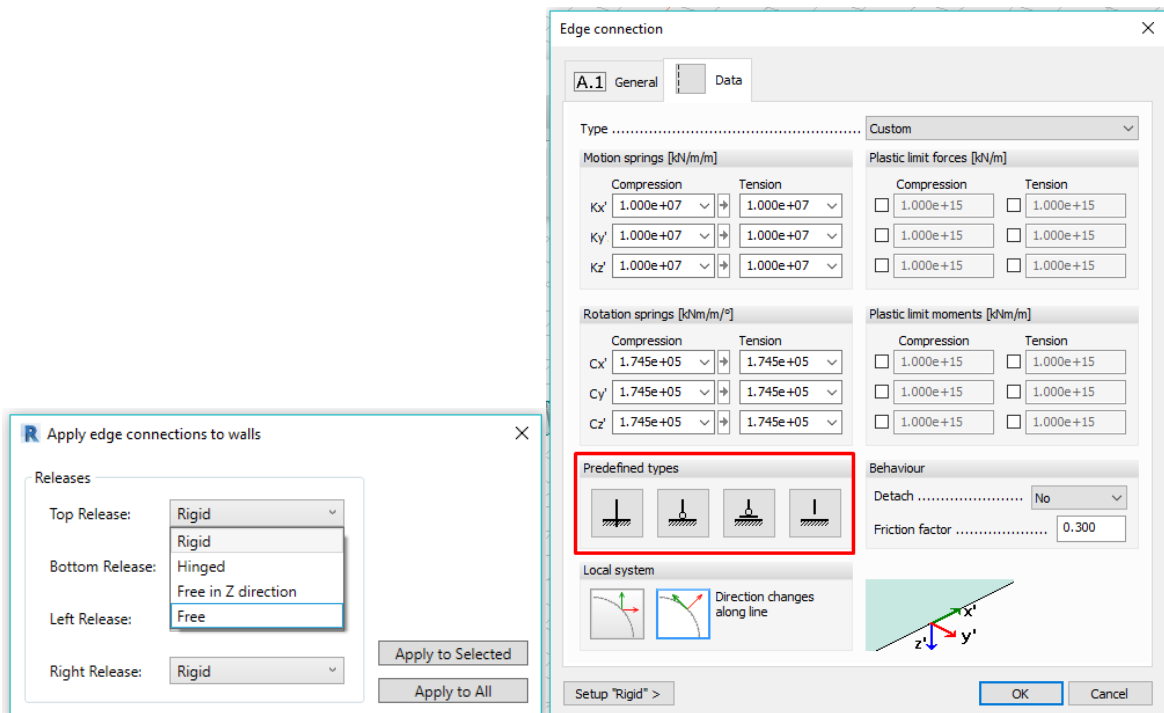 Apply edge connections to walls
Releases
Top Release: Rigid
Rigid
Bottom Release: Hinged
Free in Z direction
Left Release: Free
Right Release: Rigid
Apply to Selected
Apply to All
Edge connection
A.1 General Data
Type ........................................................ Custom
Motion springs [kN/m/m] Plastic limit forces [kN/m]
Compression Tension Compression Tension
Kx' 1.000e+07 1.000e+07 1.000e+15 1.000e+15
Ky' 1.000e+07 1.000e+07 1.000e+15 1.000e+15
Kz' 1.000e+07 1.000e+07 1.000e+15 1.000e+15
Rotation springs [kNm/m/°] Plastic limit moments [kNm/m]
Compression Tension Compression Tension
Cx' 1.745e+05 1.745e+05 1.000e+15 1.000e+15
Cy' 1.745e+05 1.745e+05 1.000e+15 1.000e+15
Cz' 1.745e+05 1.745e+05 1.000e+15 1.000e+15
Predefined types Behaviour
Detach ....................... No
Friction factor .................... 0.300
Local system
Direction changes
along line
x'
y'
z'
Setup "Rigid" > OK Cancel